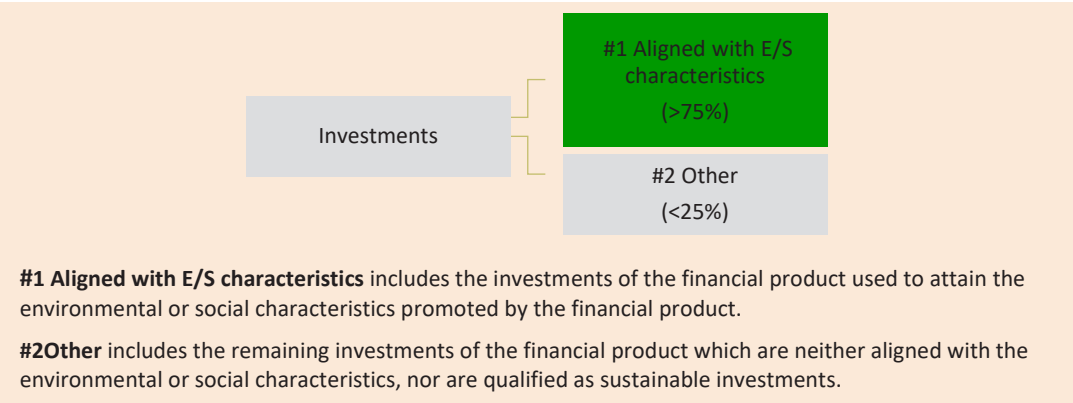 #1 Aligned with E/S
characteristics
(>75%)
Investments
#2 Other
(<25%)
#1 Aligned with E/S characteristics includes the investments of the financial product used to attain the
environmental or social characteristics promoted by the financial product.
#2Other includes the remaining investments of the financial product which are neither aligned with the
environmental or social characteristics, nor are qualified as sustainable investments.